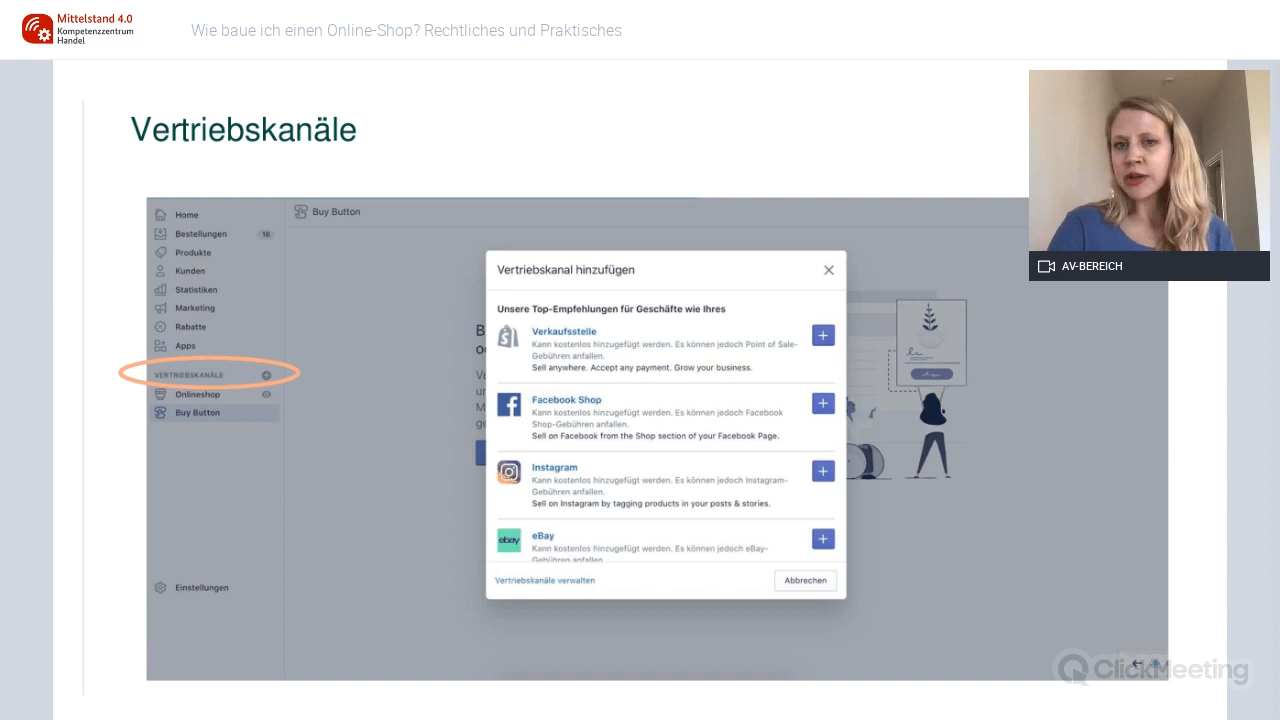 Mittelstand 4.0
Kompetenzzentrum
Handel
Wie baue ich einen Online-Shop? Rechtliches und Praktisches
AV-BEREICH
Vertriebskanäle
Home
Bestellungen 16
Produkte
Kunden
Statistiken
Marketing
Rabatte
Apps
VERTRIEBSKANÄLE
Onlineshop
Buy Button
Einstellungen
Buy Button
Vertriebskanal hinzufügen
Unsere Top-Empfehlungen für Geschäfte wie Ihres
Verkaufsstelle
Kann kostenlos hinzugefügt werden. Es können jedoch Point of Sale-
Gebühren anfallen.
Sell anywhere. Accept any payment. Grow your business.
Facebook Shop
Kann kostenlos hinzugefügt werden. Es können jedoch Facebook
Shop-Gebühren anfallen.
Sell on Facebook from the Shop section of your Facebook Page.
Instagram
Kann kostenlos hinzugefügt werden. Es können jedoch Instagram-
Gebühren anfallen.
Sell on Instagram by tagging products in your posts & stories.
ebay
eBay
Kann kostenlos hinzugefügt werden. Es können jedoch eBay-
Gebühren anfallen.
Vertriebskanäle verwalten
Abbrechen
ClickMeeting